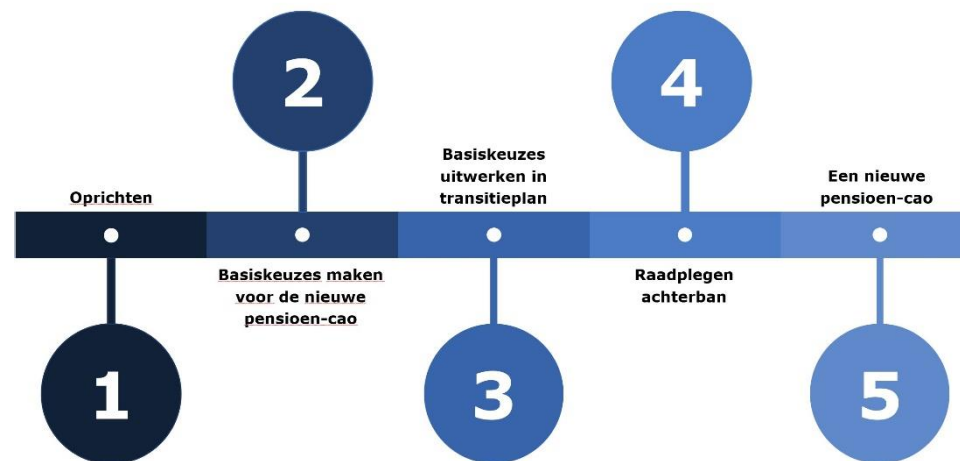 1
Oprichten
2
Basiskeuzes maken
voor de nieuwe
pensioen-cao
3
Basiskeuzes
uitwerken in
transitieplan
4
Raadplegen
achterban
5
Een nieuwe
pensioen-cao